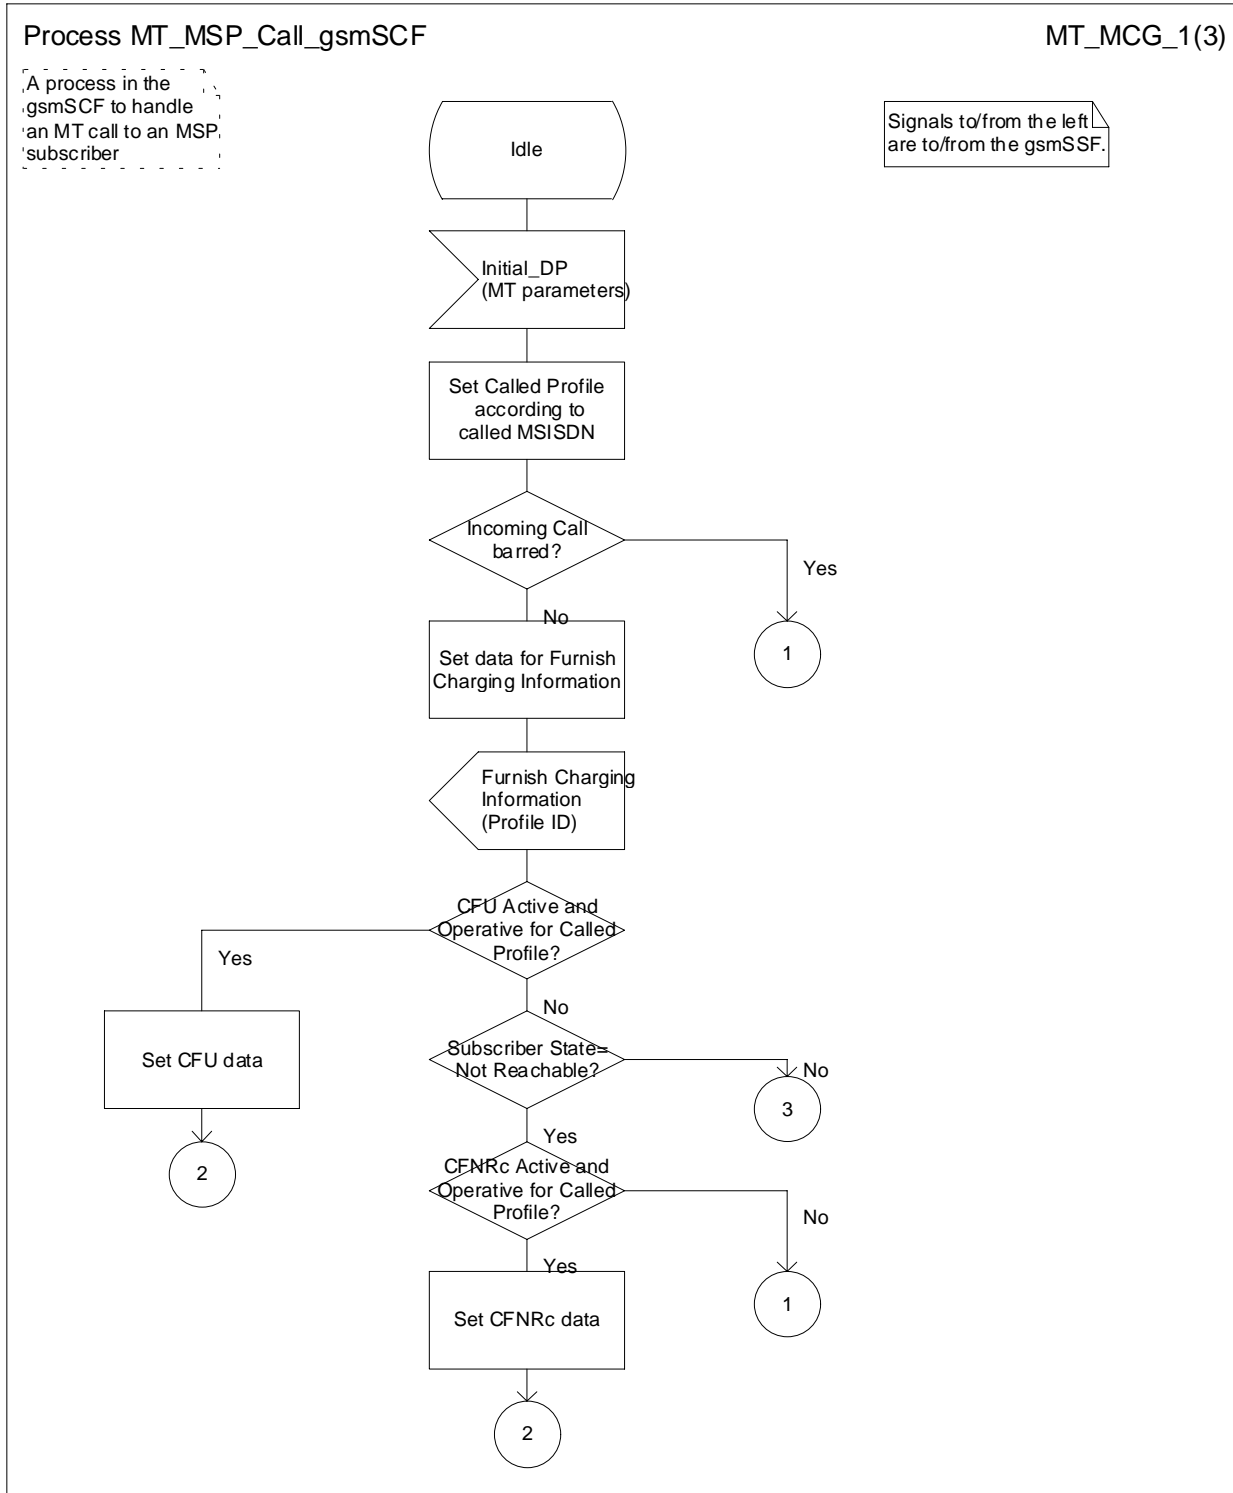 Process MT_MSP_Call_gsmSCF
MT_MCG_1(3)
A process in the
gsmSCF to handle
an MT call to an MSP
subscriber
Signals to/from the left
are to/from the gsmSSF.
Idle
Initial_DP
(MT parameters)
Set Called Profile
according to
called MSISDN
Incoming Call
barred?
Yes
No
1
Set data for Furnish
Charging Information
Furnish Charging
Information
(Profile ID)
CFU Active and
Operative for Called
Profile?
Yes
No
Set CFU data
Subscriber State=
Not Reachable?
No
3
Yes
2
CFNRc Active and
Operative for Called
Profile?
No
Yes
1
Set CFNRc data
2